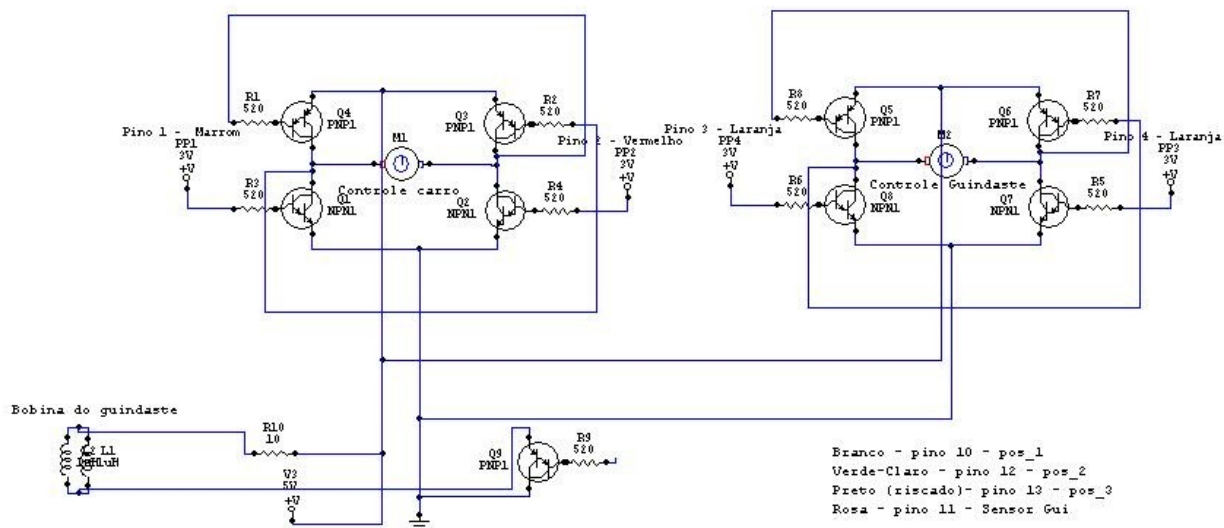 R1
520
Q4
PNP1
Q3
PNP1
R2
520
Pino 1 - Marrom
PP1
3V
+V
M1
Pino 2 - Vermelho
PP2
3V
+V
R3
520
Controle carro
Q1
NPN1
Q2
NPN1
R4
520
R8
520
Q5
PNP1
Q6
PNP1
R7
520
Pino 3 - Laranja
PP4
3V
+V
M2
Pino 4 - Laranja
PP3
3V
+V
R6
520
Controle Guindaste
Q8
NPN1
Q7
NPN1
R5
520
Bobina do guindaste
L2 L1
1uH
R10
10
V3
5V
+V
Q9
PNP1
R9
520
Branco - pino 10 - pos_1
Verde-Claro - pino 12 - pos_2
Preto (riscado)- pino 13 - pos_3
Rosa - pino 11 - Sensor Gui